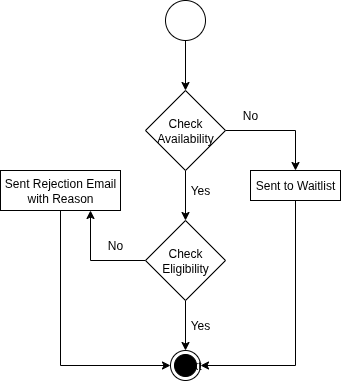 Check
Availability
No
Yes
Sent Rejection Email
with Reason
Sent to Waitlist
No
Check
Eligibility
Yes